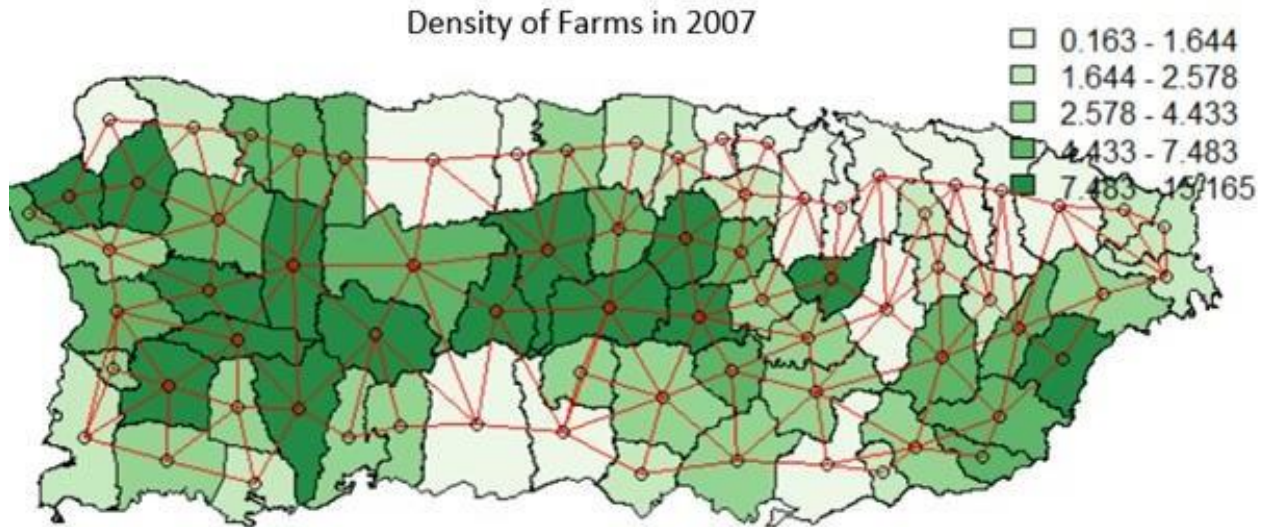 Density of Farms in 2007
0.163 - 1.644
1.644 - 2.578
2.578 - 4.433
4.433 - 7.483
7.483 - 15.165